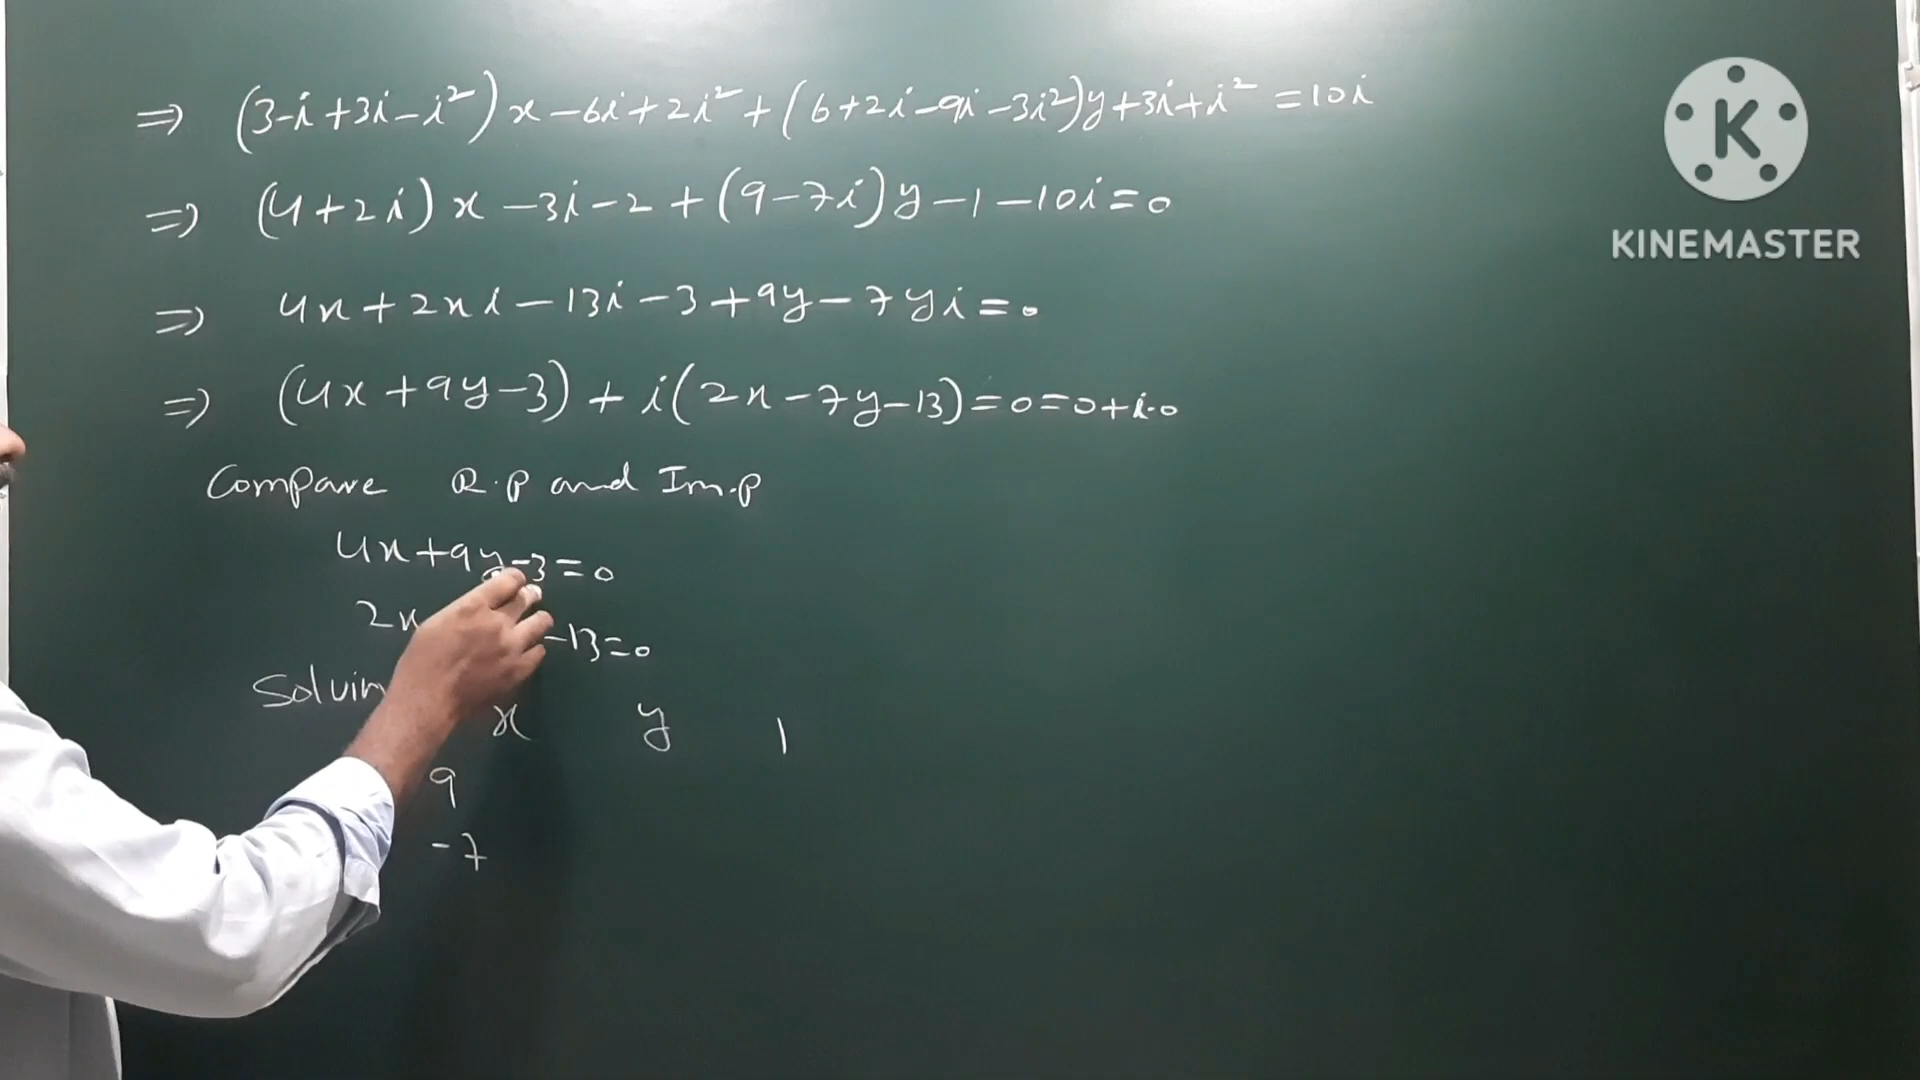 ⇒ (3-i+3i-i²)x-6i+2i²+(6+2i-9i-3i²)y+3i+i²=10i
⇒ (4+2i)x-3i-2+(9-7i)y-1-10i=0
⇒ 4x+2xi-13i-3+9y-7yi=0
⇒ (4x+9y-3)+i(2x-7y-13)=0=0+i·0
Compare R.P and Im.P
4x+9y-3=0
2x -13=0
x y 1
9
-7
K
KINEMASTER